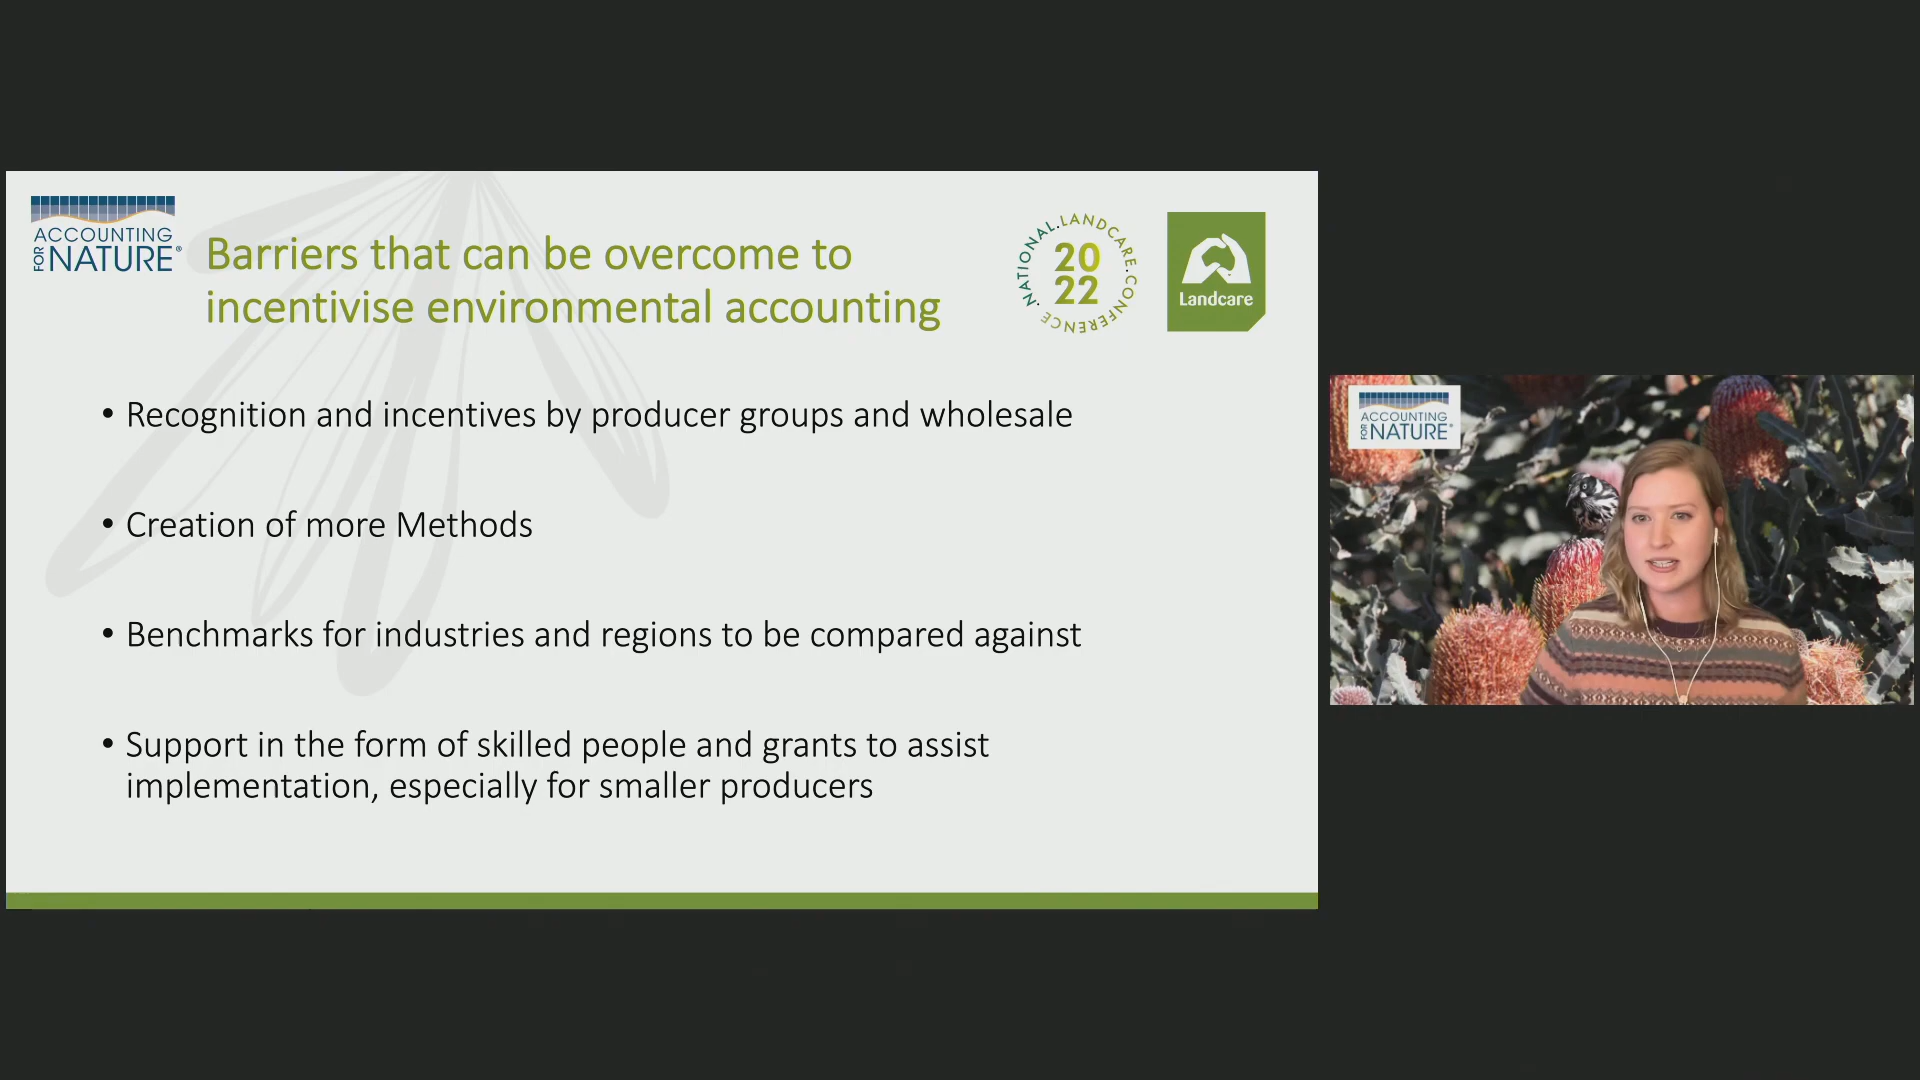 ACCOUNTING
FOR NATURE®
Barriers that can be overcome to
incentivise environmental accounting
.NATIONAL.LANDCARE.CONFERENCE
20
22
Landcare
• Recognition and incentives by producer groups and wholesale
• Creation of more Methods
• Benchmarks for industries and regions to be compared against
• Support in the form of skilled people and grants to assist
implementation, especially for smaller producers
ACCOUNTING
FOR NATURE®